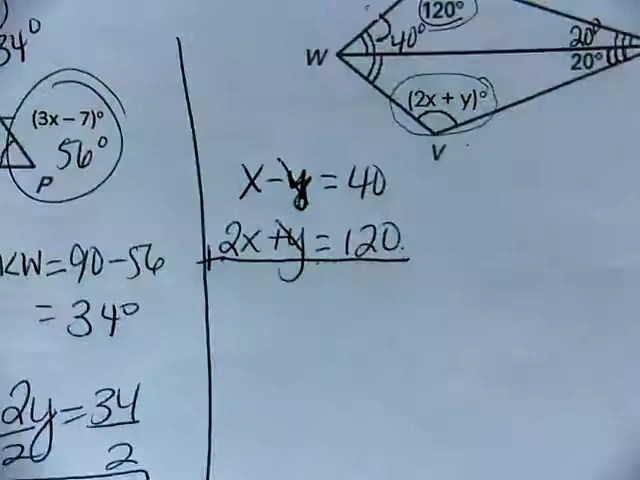 34°
(3x – 7)°
56°
P
<W = 90 - 56
= 34°
2y = 34
2 2
120°
40°
20°
20°
W
(2x + y)°
V
x - y = 40
+ 2x + y = 120.